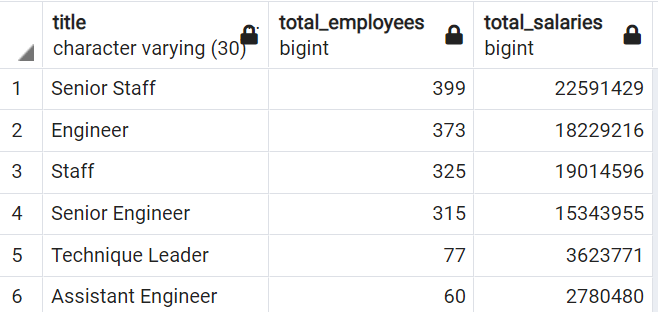 title total_employees total_salaries
character varying (30) bigint bigint
1 Senior Staff 399 22591429
2 Engineer 373 18229216
3 Staff 325 19014596
4 Senior Engineer 315 15343955
5 Technique Leader 77 3623771
6 Assistant Engineer 60 2780480